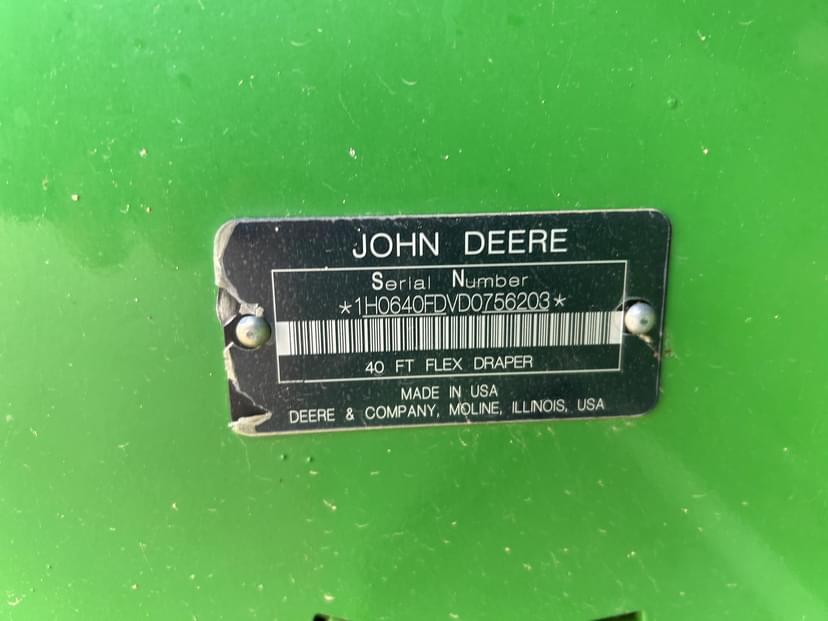 JOHN DEERE
Serial Number
*1H0640FDVD0756203*
40 FT FLEX DRAPER
MADE IN USA
DEERE & COMPANY, MOLINE, ILLINOIS, USA